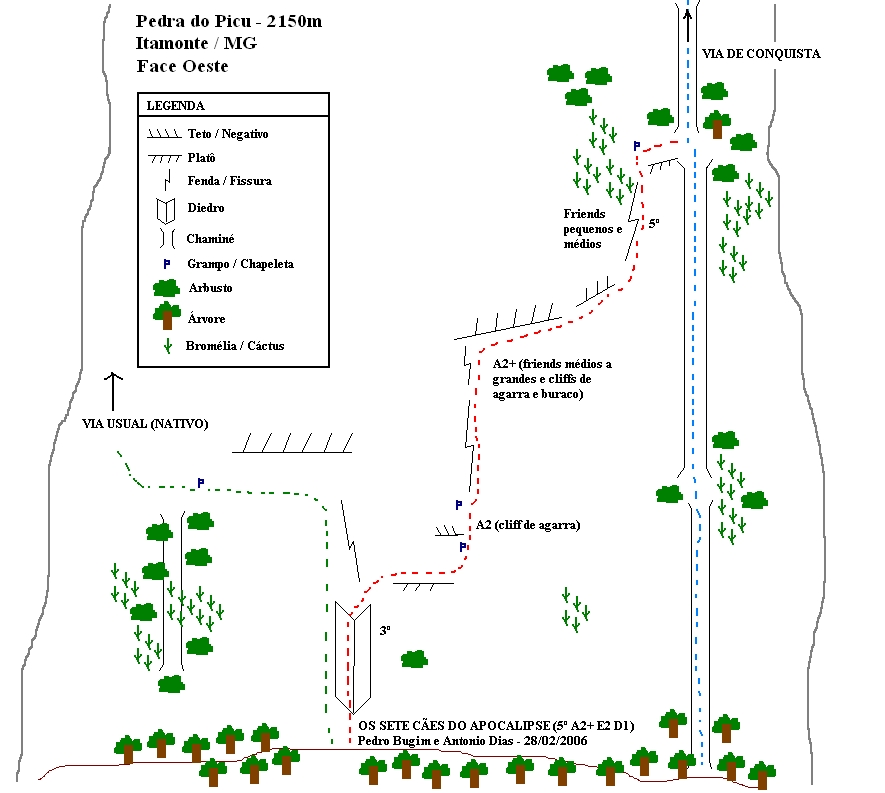 Pedra do Picu - 2150m
Itamonte / MG
Face Oeste
LEGENDA
Teto / Negativo
Platô
Fenda / Fissura
Diedro
Chaminé
Grampo / Chapeleta
Arbusto
Árvore
Bromélia / Cáctus
VIA DE CONQUISTA
Friends
pequenos e
médios
5º
A2+ (friends médios a
grandes e cliffs de
agarra e buraco)
VIA USUAL (NATIVO)
A2 (cliff de agarra)
3º
OS SETE CÃES DO APOCALIPSE (5º A2+ E2 D1)
Pedro Bugim e Antonio Dias - 28/02/2006